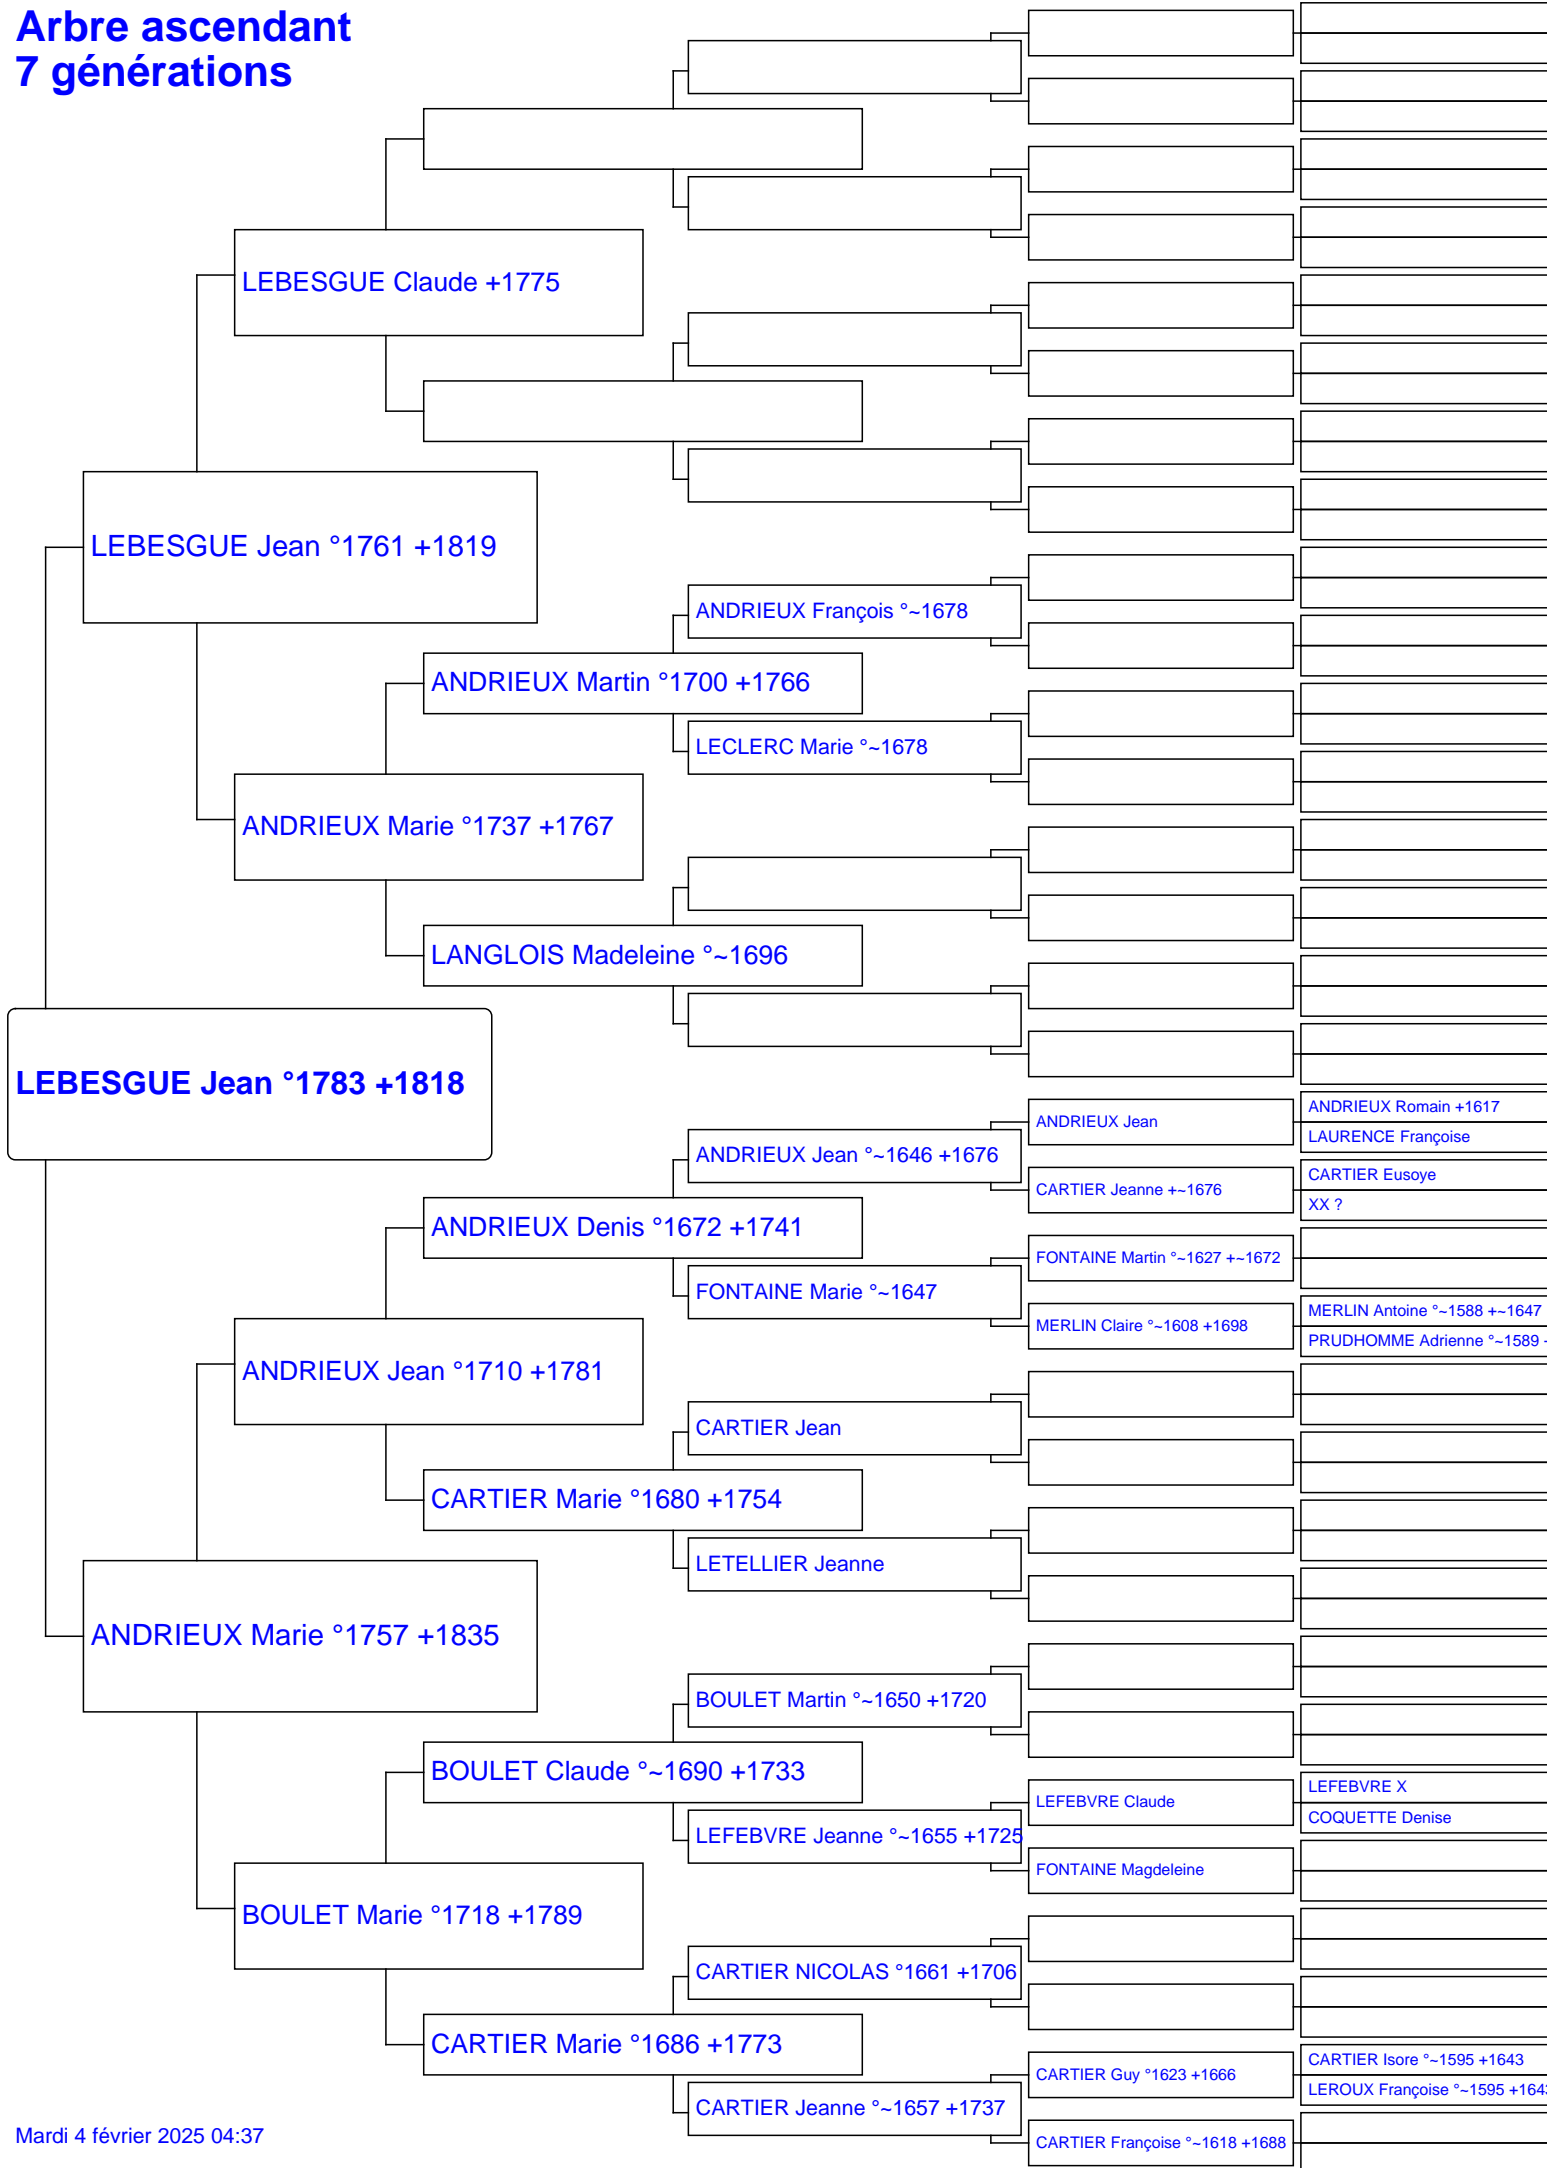 Arbre ascendant
7 générations
LEBESGUE Claude +1775
LEBESGUE Jean °1761 +1819
ANDRIEUX François °~1678
ANDRIEUX Martin °1700 +1766
LECLERC Marie °~1678
ANDRIEUX Marie °1737 +1767
LANGLOIS Madeleine °~1696
LEBESGUE Jean °1783 +1818
ANDRIEUX Romain +1617
ANDRIEUX Jean
LAURENCE Françoise
ANDRIEUX Jean °~1646 +1676
CARTIER Eusoye
CARTIER Jeanne +~1676
XX ?
ANDRIEUX Denis °1672 +1741
FONTAINE Martin °~1627 +~1672
FONTAINE Marie °~1647
MERLIN Antoine °~1588 +~1647
MERLIN Claire °~1608 +1698
PRUDHOMME Adrienne °~1589
ANDRIEUX Jean °1710 +1781
CARTIER Jean
CARTIER Marie °1680 +1754
LETELLIER Jeanne
ANDRIEUX Marie °1757 +1835
BOULET Martin °~1650 +1720
BOULET Claude °~1690 +1733
LEFEBVRE X
LEFEBVRE Claude
COQUETTE Denise
LEFEBVRE Jeanne °~1655 +1725
FONTAINE Magdeleine
BOULET Marie °1718 +1789
CARTIER NICOLAS °1661 +1706
CARTIER Marie °1686 +1773
CARTIER Isore °~1595 +1643
CARTIER Guy °1623 +1666
LEROUX Françoise °~1595 +1643
CARTIER Jeanne °~1657 +1737
CARTIER Françoise °~1618 +1688
Mardi 4 février 2025 04:37